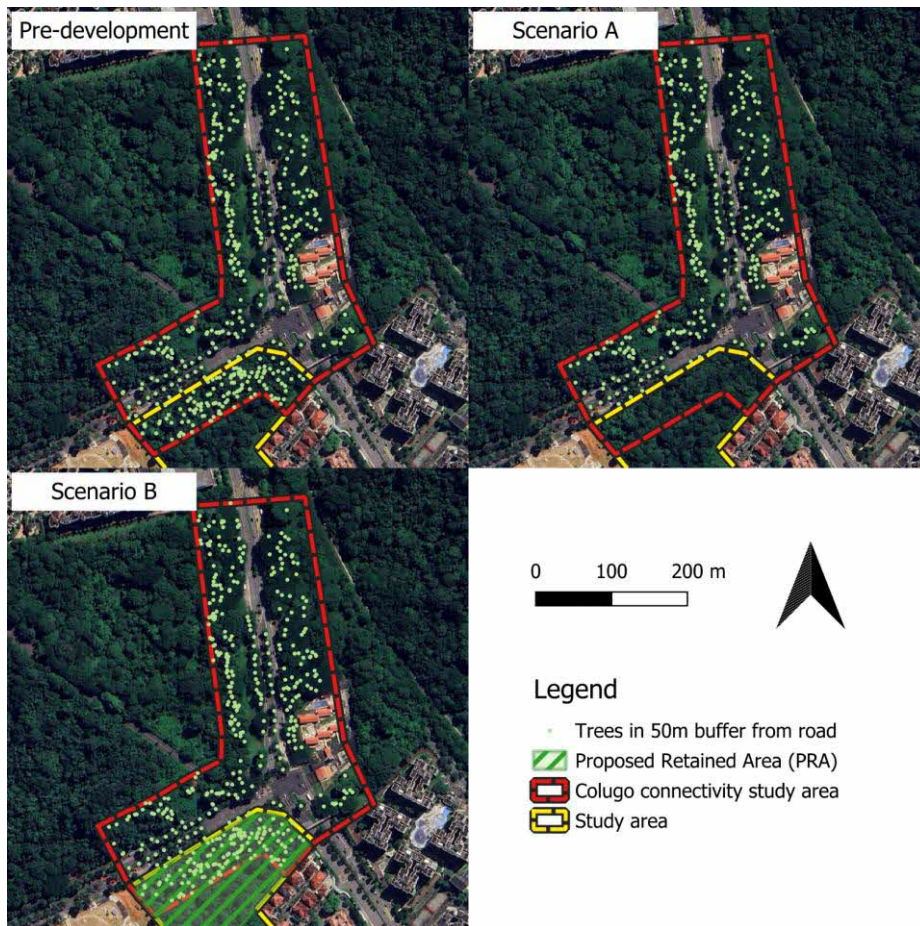 Pre-development
Scenario A
Scenario B
0 100 200 m
Legend
Trees in 50m buffer from road
Proposed Retained Area (PRA)
Colugo connectivity study area
Study area